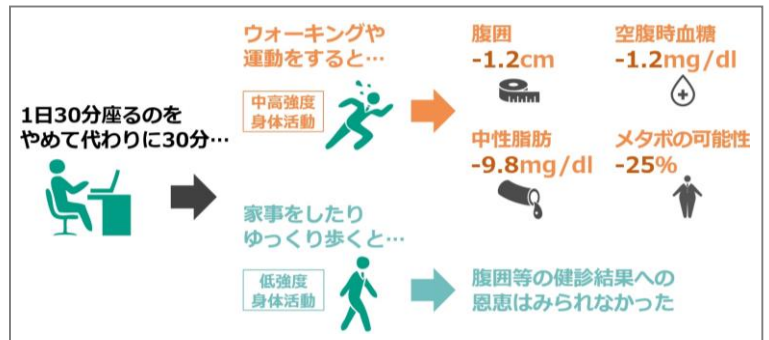 1日30分座るのを
やめて代わりに30分…
ウォーキングや
運動をすると…
中高強度
身体活動
腹囲
-1.2cm
空腹時血糖
-1.2mg/dl
中性脂肪
-9.8mg/dl
メタボの可能性
-25%
家事をしたり
ゆっくり歩くと…
低強度
身体活動
腹囲等の健診結果への
恩恵はみられなかった